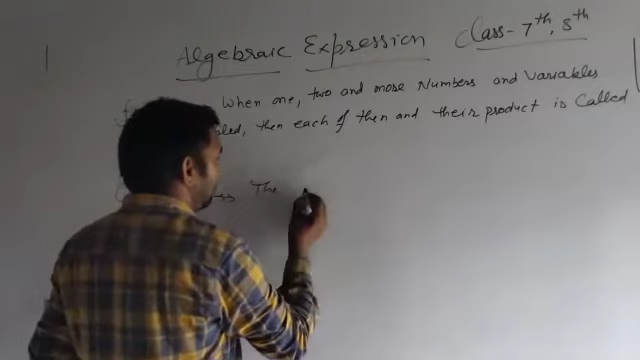 Algebraic Expression Class-7th, 8th
When one, two and more Numbers and Variables
then each of then and their product is Called
→ The